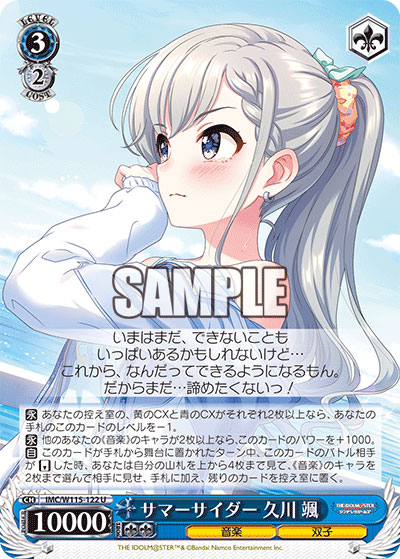 LEVEL
3
2
COST
SAMPLE
いまはまだ、できないことも
いっぱいあるかもしれないけど…
これから、なんだってできるようになるもん。
だからまだ…諦めたくないっ！
永 あなたの控え室の、黄のCXと青のCXがそれぞれ2枚以上なら、あなたの
手札のこのカードのレベルを－1。
永 他のあなたの《音楽》のキャラが2枚以上なら、このカードのパワーを＋1000。
自 このカードが手札から舞台に置かれたターン中、このカードのバトル相手
が した時、あなたは自分の山札を上から4枚まで見て、《音楽》のキャラを1
枚まで選んで相手に見せ、手札に加え、残りのカードを控え室に置く。
CH IMC/W115-122 U
10000
サマーサイダー 久川 颯
THE IDOLM@STER
シンデレラガールズ
音楽
双子
THE IDOLM@STER™ & ©Bandai Namco Entertainment Inc.